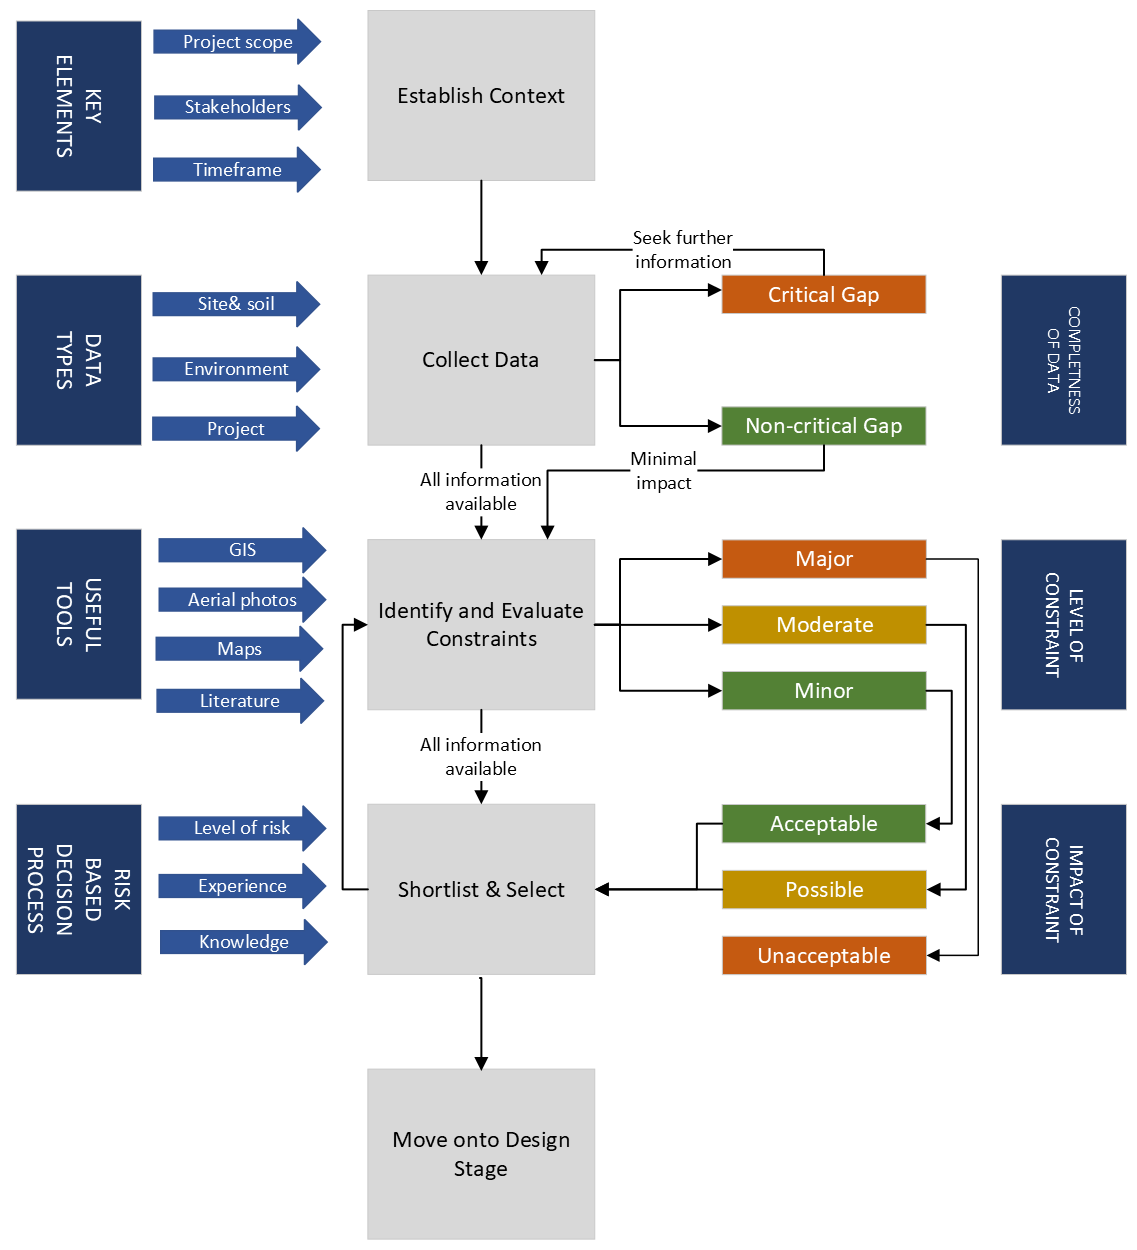 KEY
ELEMENTS
Project scope
Stakeholders
Timeframe
Establish Context
Seek further
information
DATA
TYPES
Site& soil
Environment
Project
Collect Data
Critical Gap
Non-critical Gap
COMPLETNESS
OF DATA
All information
available
Minimal
impact
USEFUL
TOOLS
GIS
Aerial photos
Maps
Literature
Identify and Evaluate
Constraints
Major
Moderate
Minor
LEVEL OF
CONSTRAINT
All information
available
RISK
BASED
DECISION
PROCESS
Level of risk
Experience
Knowledge
Shortlist & Select
Acceptable
Possible
Unacceptable
IMPACT OF
CONSTRAINT
Move onto Design
Stage